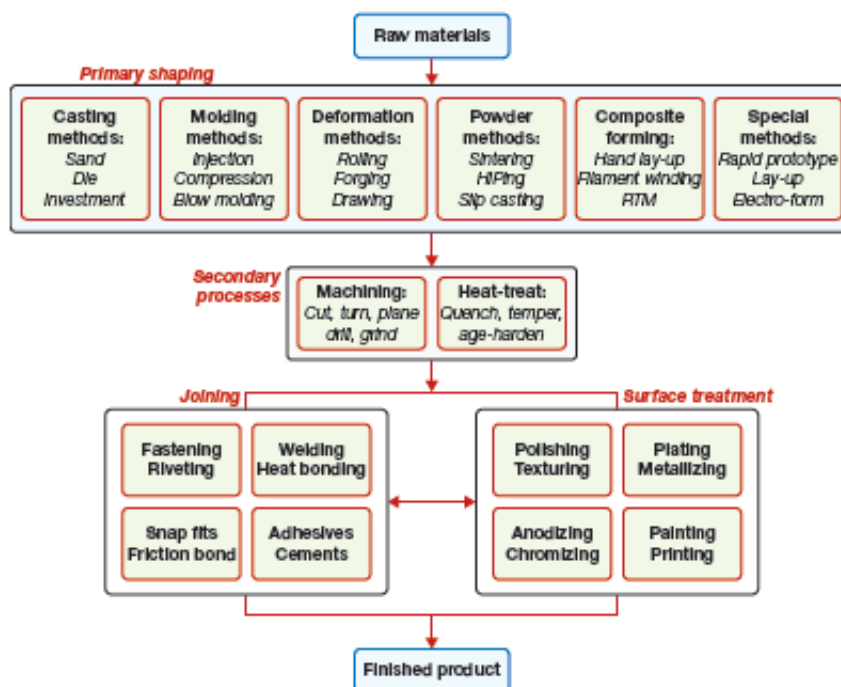 Raw materials
Primary shaping
Casting
methods:
Sand
Die
Investment
Molding
methods:
Injection
Compression
Blow molding
Deformation
methods:
Rolling
Forging
Drawing
Powder
methods:
Sintering
HIPing
Slip casting
Composite
forming:
Hand lay-up
Filament winding
RTM
Special
methods:
Rapid prototype
Lay-up
Electro-form
Secondary
processes
Machining:
Cut, turn, plane
drill, grind
Heat-treat:
Quench, temper,
age-harden
Joining
Fastening
Riveting
Welding
Heat bonding
Snap fits
Friction bond
Adhesives
Cements
Surface treatment
Polishing
Texturing
Plating
Metallizing
Anodizing
Chromizing
Painting
Printing
Finished product